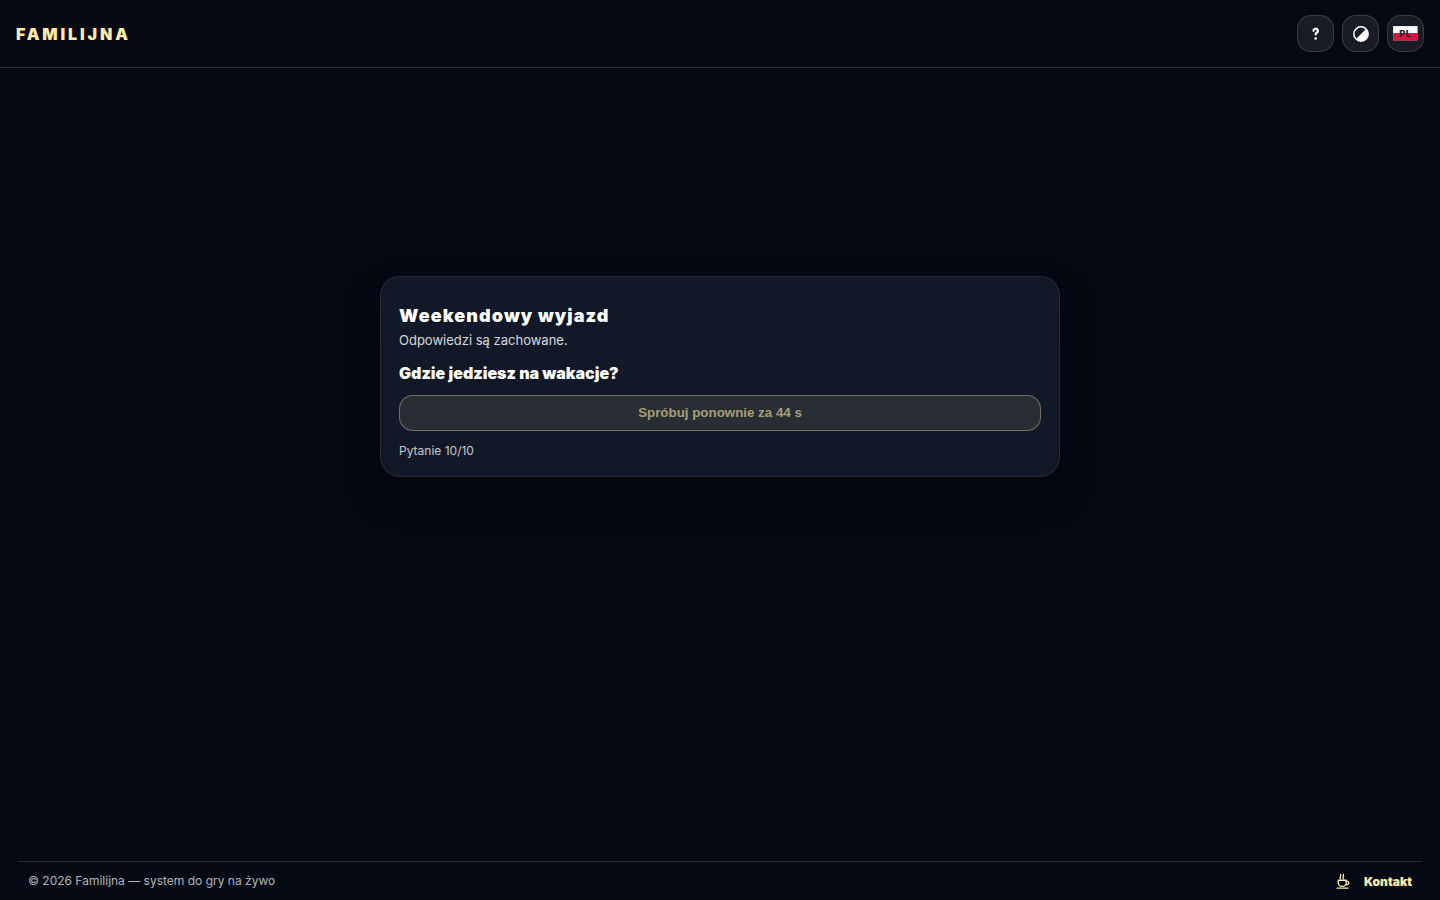 FAMILIJNA
?
PL
Weekendowy wyjazd
Odpowiedzi są zachowane.
Gdzie jedziesz na wakacje?
Spróbuj ponownie za 44 s
Pytanie 10/10
© 2026 Familijna — system do gry na żywo
Kontakt